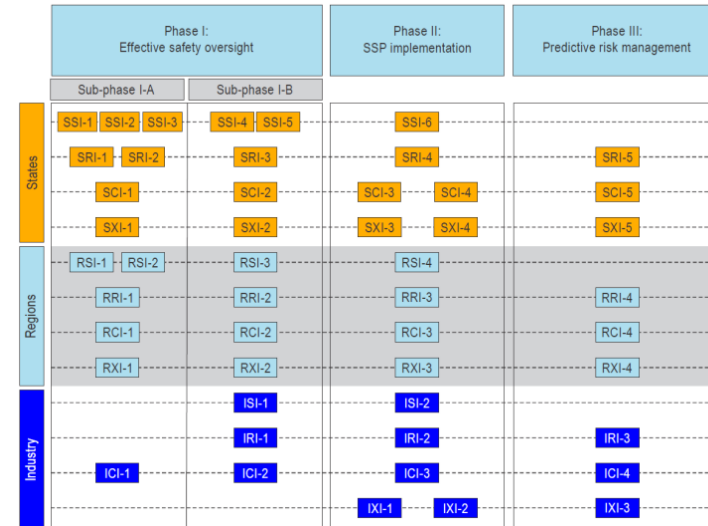 Phase I:
Effective safety oversight
Phase II:
SSP implementation
Phase III:
Predictive risk management
Sub-phase I-A
Sub-phase I-B
States
SSI-1 SSI-2 SSI-3 SSI-4 SSI-5 SSI-6
SRI-1 SRI-2 SRI-3 SRI-4 SRI-5
SCI-1 SCI-2 SCI-3 SCI-4 SCI-5
SXI-1 SXI-2 SXI-3 SXI-4 SXI-5
Regions
RSI-1 RSI-2 RSI-3 RSI-4
RRI-1 RRI-2 RRI-3 RRI-4
RCI-1 RCI-2 RCI-3 RCI-4
RXI-1 RXI-2 RXI-3 RXI-4
Industry
ISI-1 ISI-2
IRI-1 IRI-2 IRI-3
ICI-1 ICI-2 ICI-3 ICI-4
IXI-1 IXI-2 IXI-3